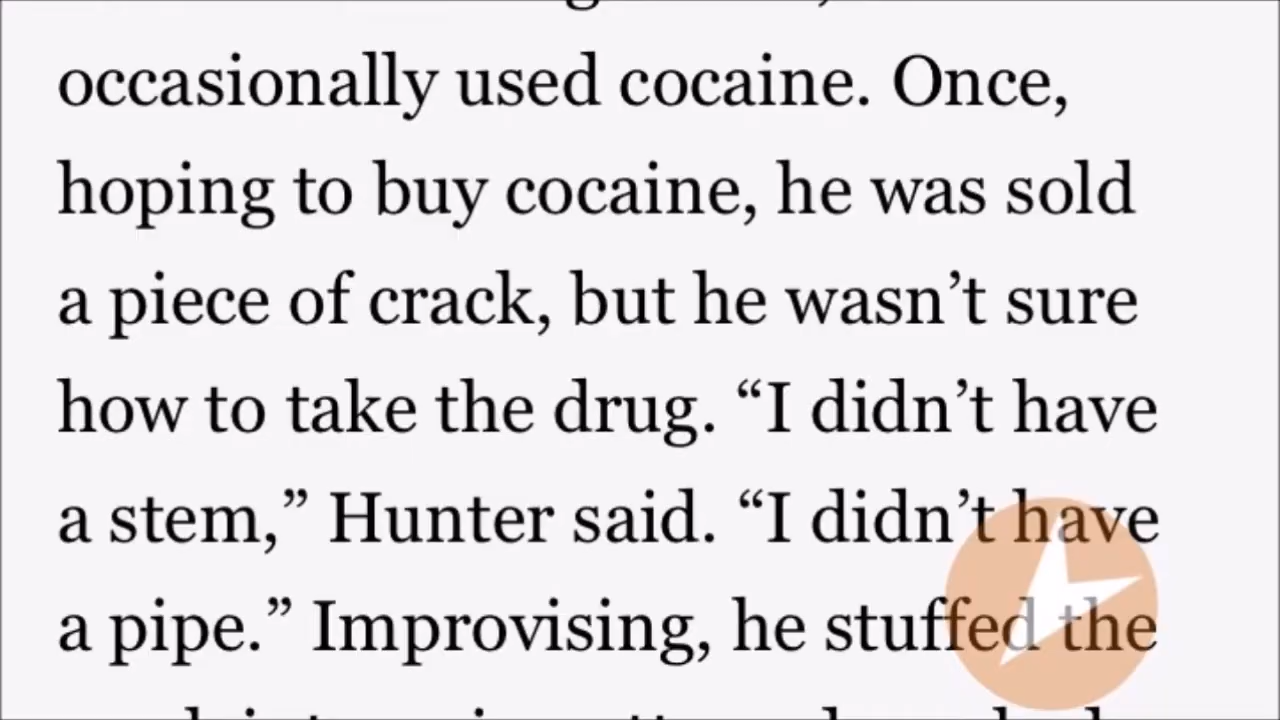 occasionally used cocaine. Once,
hoping to buy cocaine, he was sold
a piece of crack, but he wasn’t sure
how to take the drug. “I didn’t have
a stem,” Hunter said. “I didn’t have
a pipe.” Improvising, he stuffed the